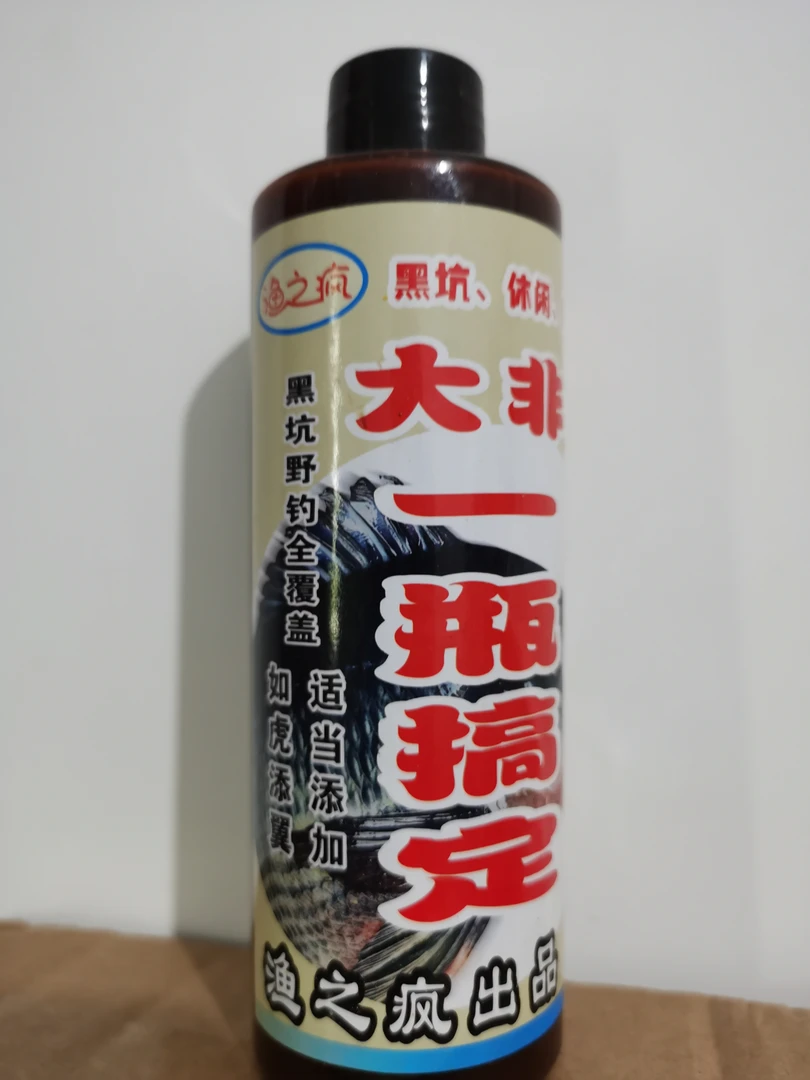 渔之疯
黑坑、休闲、
大非
一瓶搞定
黑坑野钓全覆盖
适当添加
如虎添翼
渔之疯出品